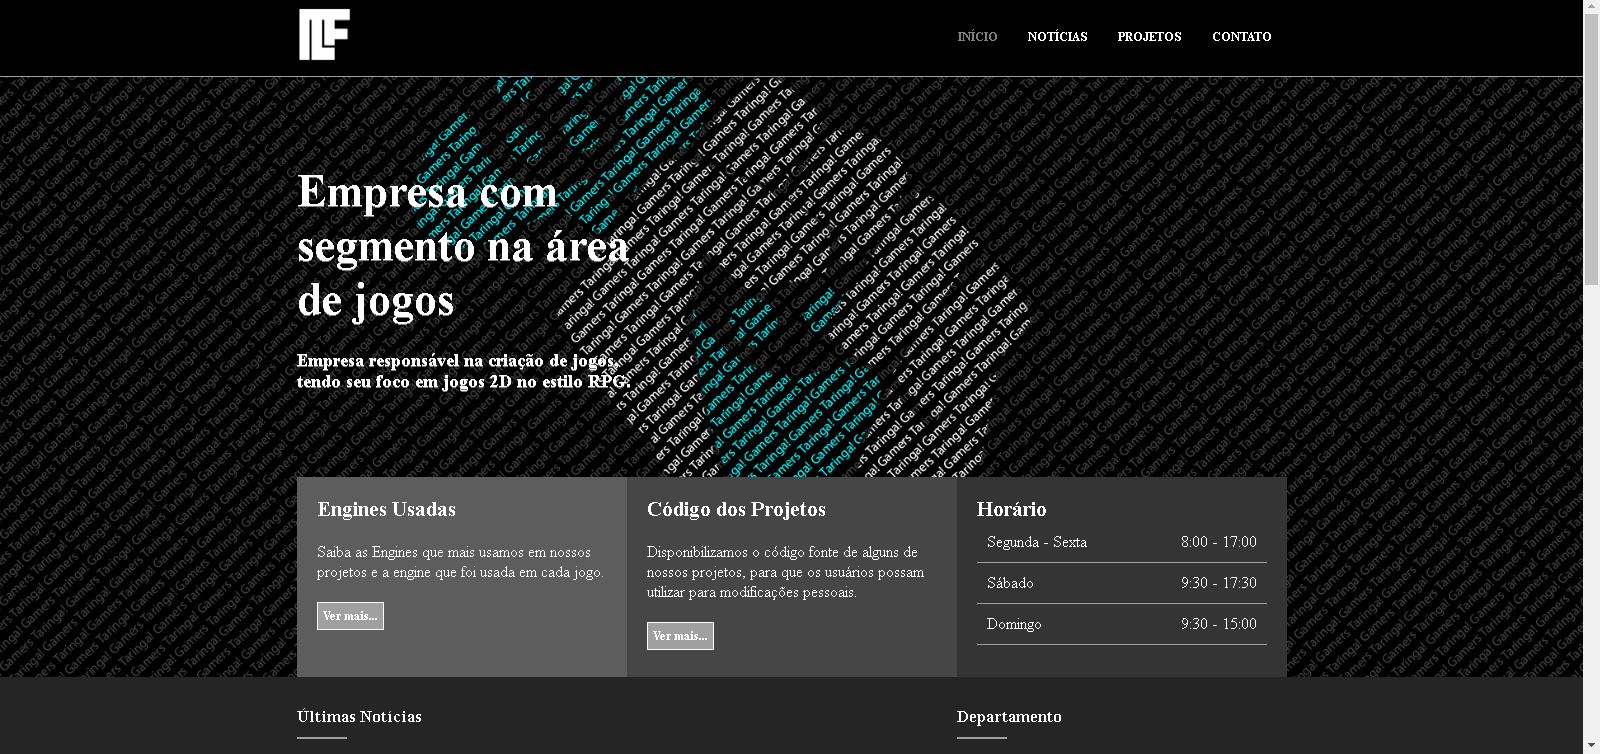 ILF
INÍCIO NOTÍCIAS PROJETOS CONTATO
Empresa com
segmento na área
de jogos
Empresa responsável na criação de jogos,
tendo seu foco em jogos 2D no estilo RPG.
Engines Usadas
Saiba as Engines que mais usamos em nossos
projetos e a engine que foi usada em cada jogo.
Ver mais...
Código dos Projetos
Disponibilizamos o código fonte de alguns de
nossos projetos, para que os usuários possam
utilizar para modificações pessoais.
Ver mais...
Horário
Segunda - Sexta 8:00 - 17:00
Sábado 9:30 - 17:30
Domingo 9:30 - 15:00
Últimas Notícias
Departamento